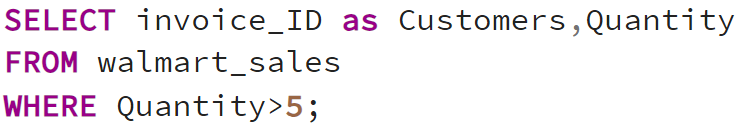 SELECT invoice_ID as Customers,Quantity
FROM walmart_sales
WHERE Quantity>5;